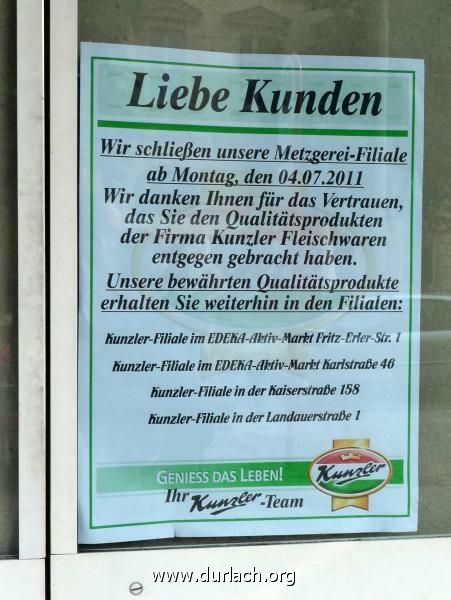 Liebe Kunden
Wir schließen unsere Metzgerei-Filiale
ab Montag, den 04.07.2011
Wir danken Ihnen für das Vertrauen,
das Sie den Qualitätsprodukten
der Firma Kunzler Fleischwaren
entgegen gebracht haben.
Unsere bewährten Qualitätsprodukte
erhalten Sie weiterhin in den Filialen:
Kunzler-Filiale im EDEKA-Aktiv-Markt Fritz-Erler-Str. 1
Kunzler-Filiale im EDEKA-Aktiv-Markt Karlstraße 46
Kunzler-Filiale in der Kaiserstraße 158
Kunzler-Filiale in der Landauerstraße 1
GENIESS DAS LEBEN!
Kunzler
Ihr Kunzler-Team
www.durlach.org